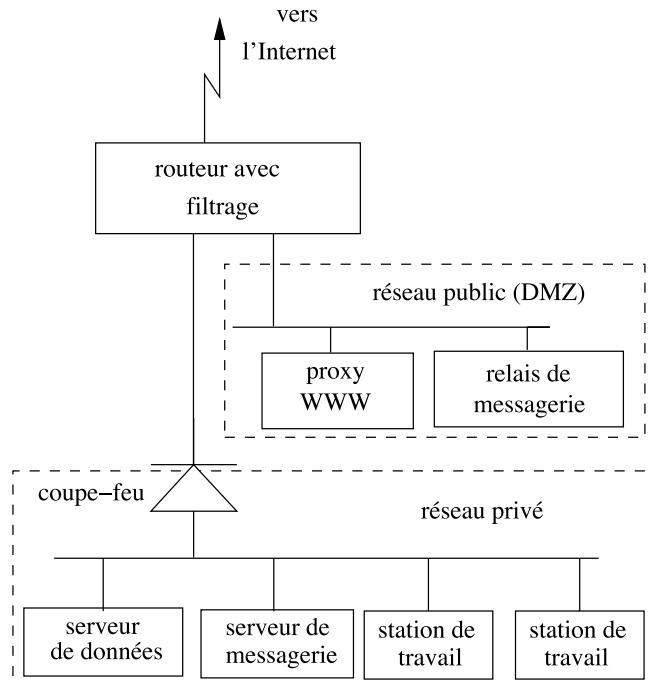 vers
l'Internet
routeur avec
filtrage
réseau public (DMZ)
proxy
WWW
relais de
messagerie
coupe−feu
réseau privé
serveur
de données
serveur de
messagerie
station de
travail
station de
travail